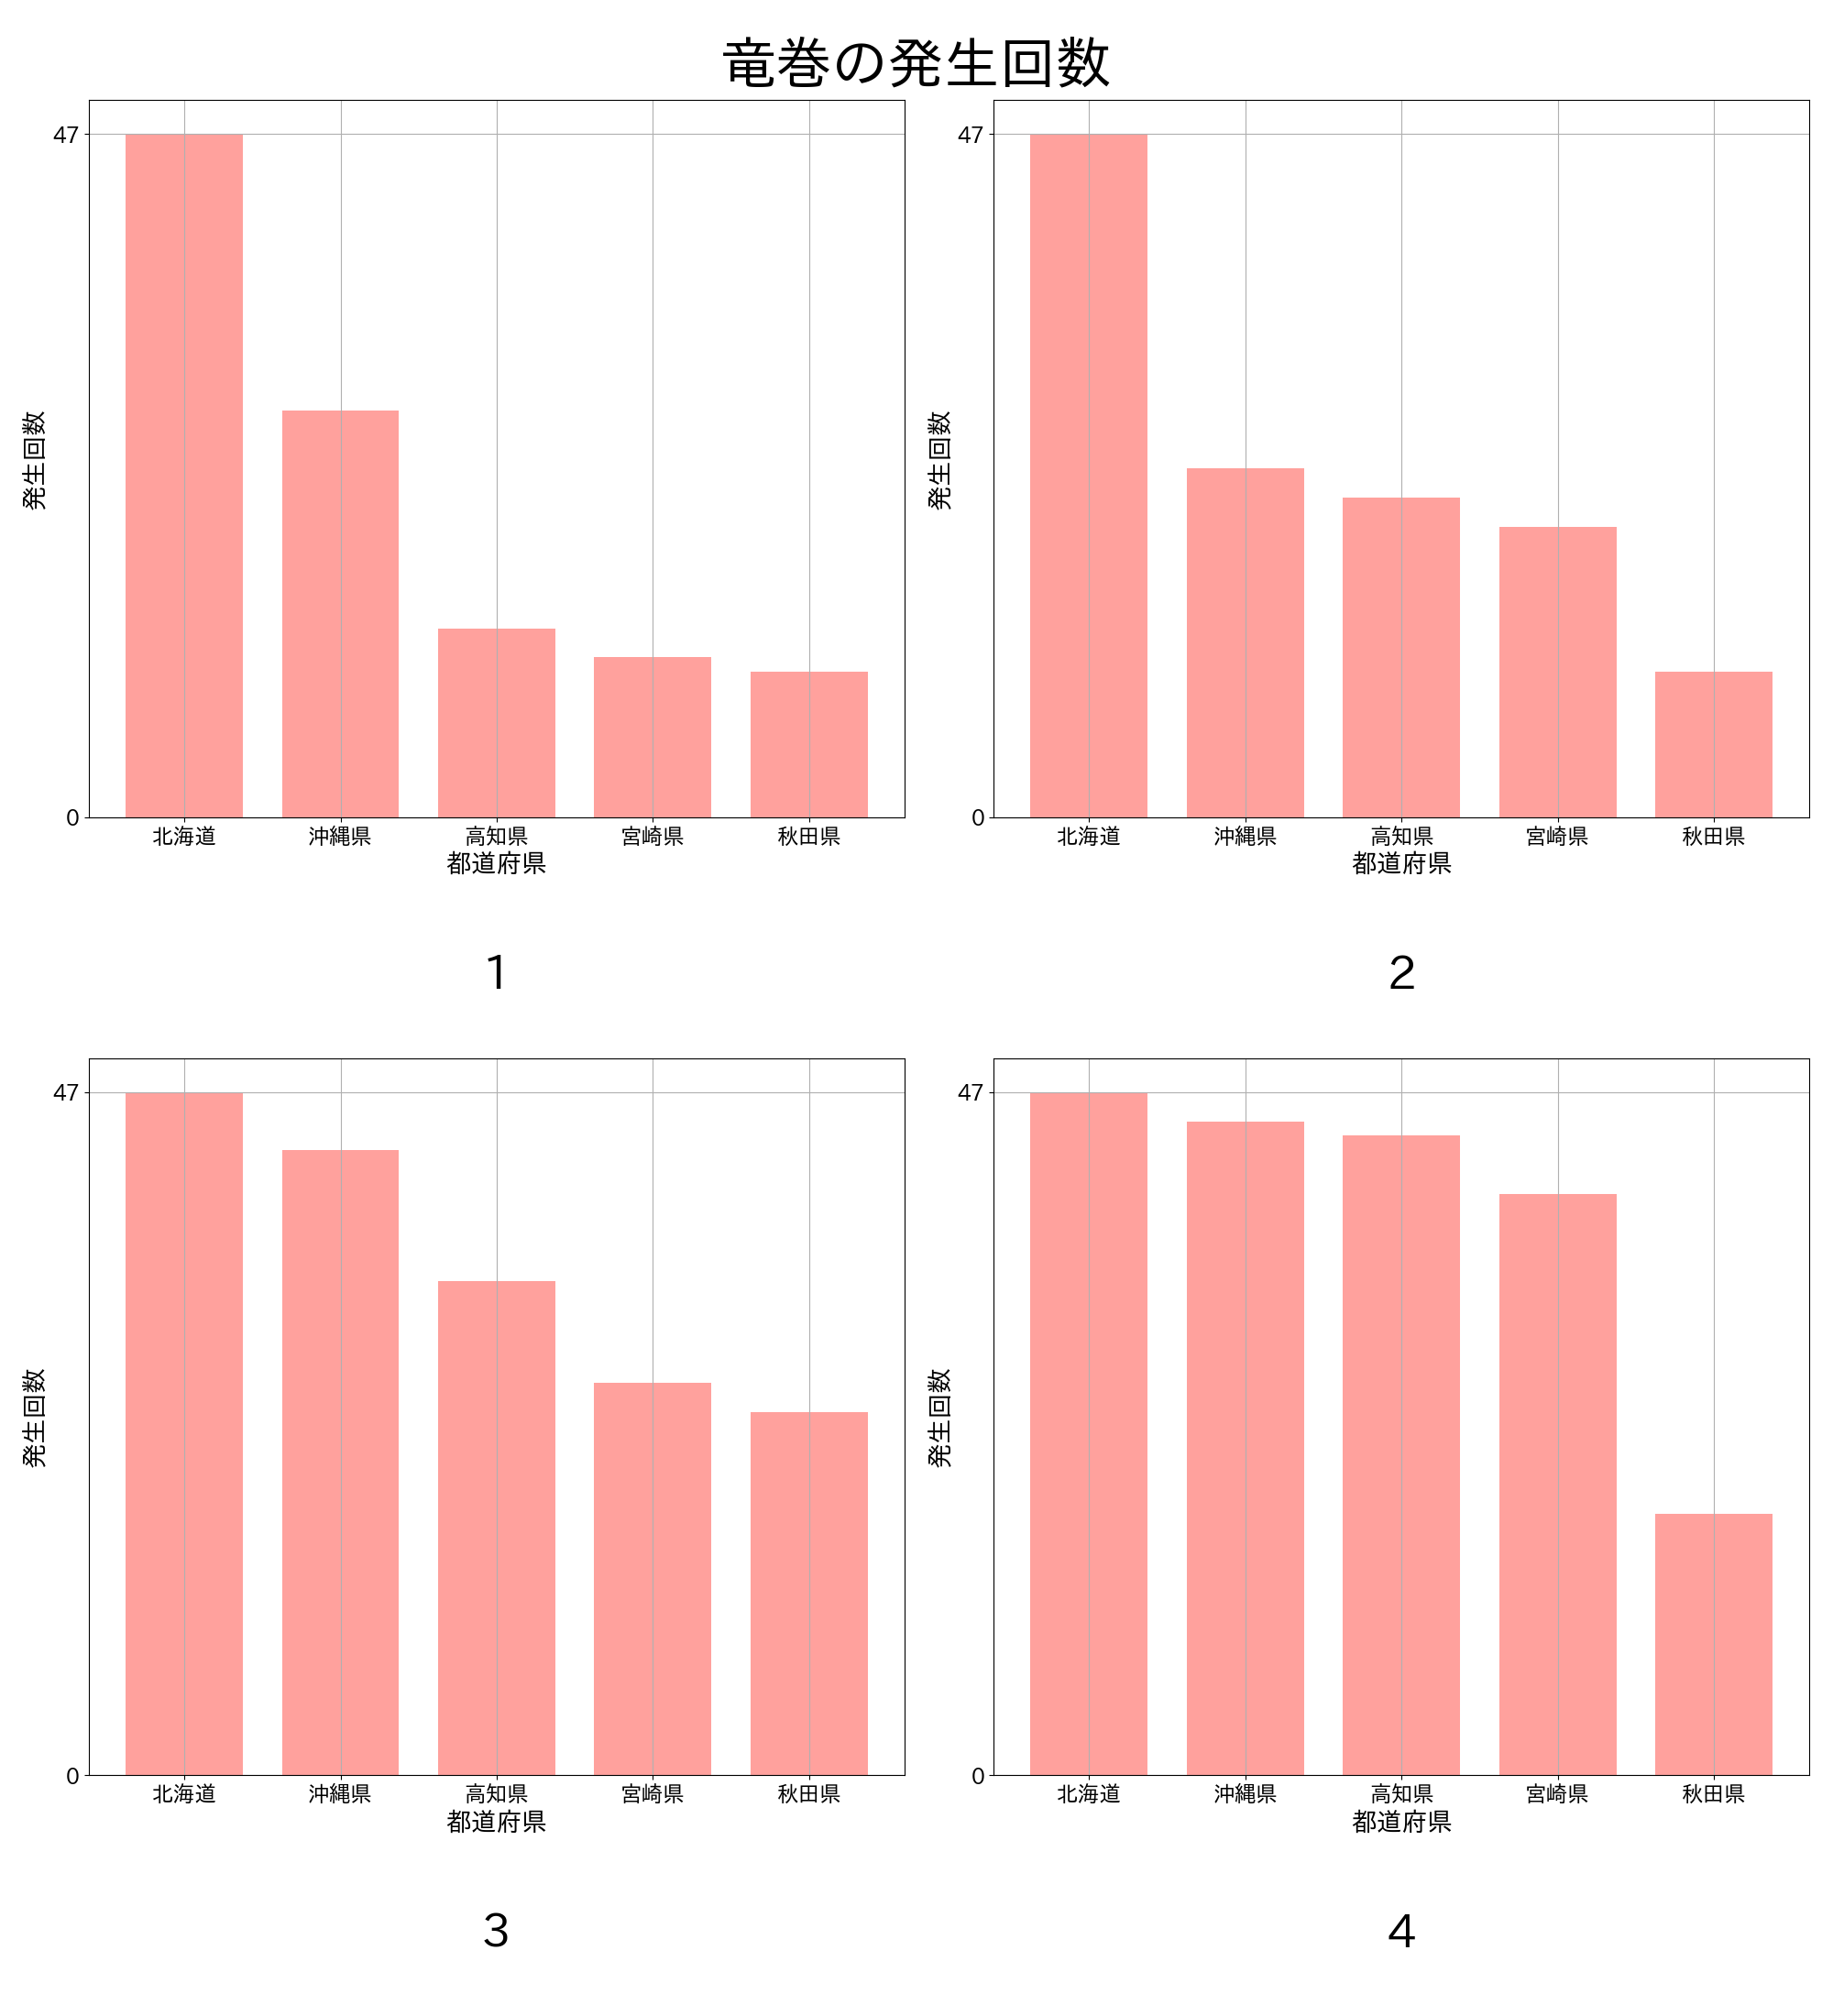 竜巻の発生回数
47
発生回数
0
北海道 沖縄県 高知県 宮崎県 秋田県
都道府県
1
47
発生回数
0
北海道 沖縄県 高知県 宮崎県 秋田県
都道府県
2
47
発生回数
0
北海道 沖縄県 高知県 宮崎県 秋田県
都道府県
3
47
発生回数
0
北海道 沖縄県 高知県 宮崎県 秋田県
都道府県
4